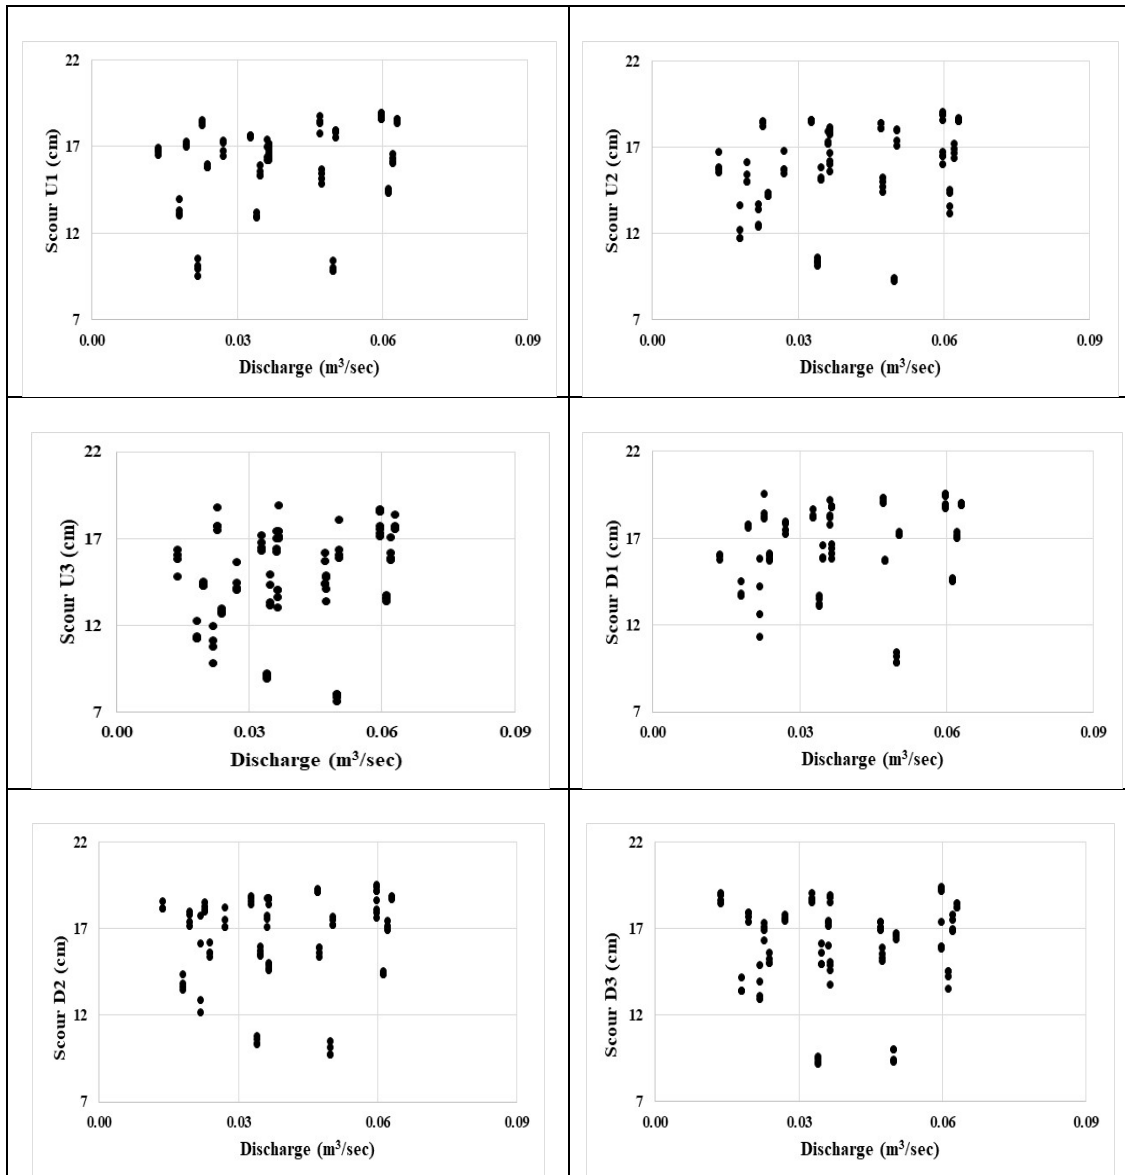 22
17
12
7
Scour U1 (cm)
0.00 0.03 0.06 0.09
Discharge (m³/sec)
22
17
12
7
Scour U2 (cm)
0.00 0.03 0.06 0.09
Discharge (m³/sec)
22
17
12
7
Scour U3 (cm)
0.00 0.03 0.06 0.09
Discharge (m³/sec)
22
17
12
7
Scour D1 (cm)
0.00 0.03 0.06 0.09
Discharge (m³/sec)
22
17
12
7
Scour D2 (cm)
0.00 0.03 0.06 0.09
Discharge (m³/sec)
22
17
12
7
Scour D3 (cm)
0.00 0.03 0.06 0.09
Discharge (m³/sec)